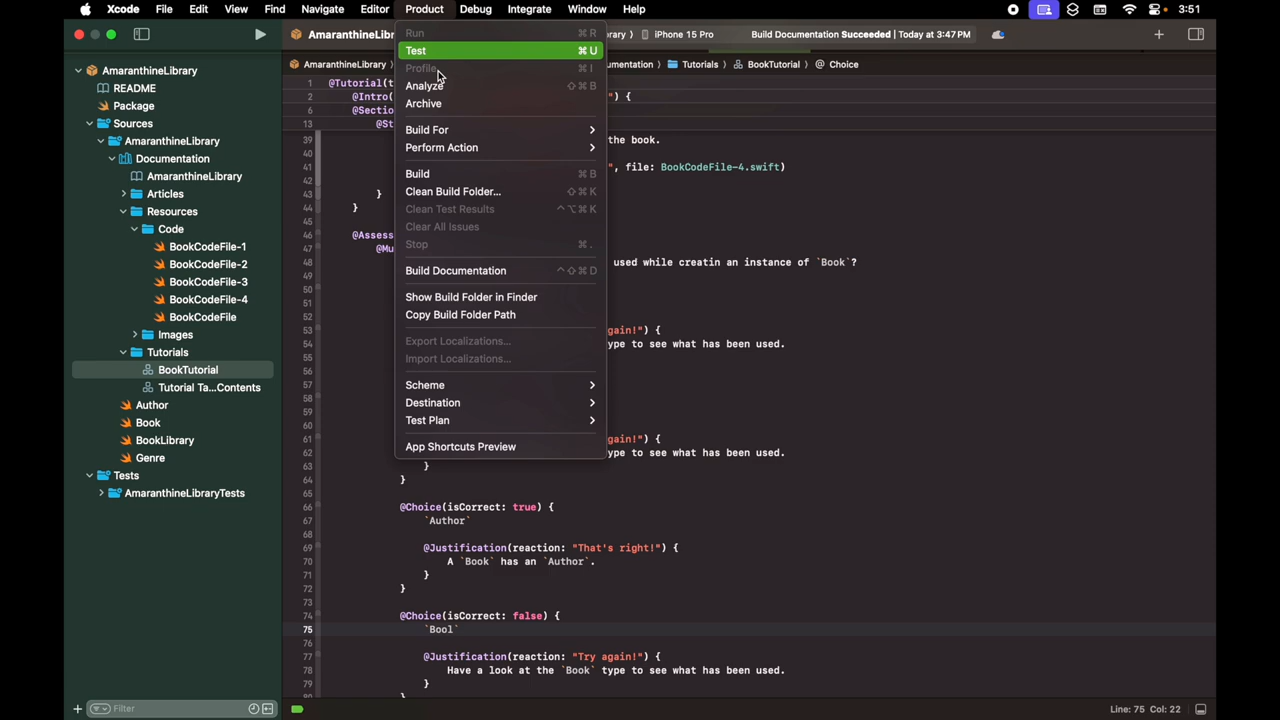 Xcode File Edit View Find Navigate Editor Product Debug Integrate Window Help 3:51
AmaranthineLibr
rary ⟩ iPhone 15 Pro
Build Documentation Succeeded | Today at 3:47 PM
AmaranthineLibrary
README
Package
Sources
AmaranthineLibrary
Documentation
AmaranthineLibrary
Articles
Resources
Code
BookCodeFile-1
BookCodeFile-2
BookCodeFile-3
BookCodeFile-4
BookCodeFile
Images
Tutorials
BookTutorial
Tutorial Ta...Contents
Author
Book
BookLibrary
Genre
Tests
AmaranthineLibraryTests
Filter
Run ⌘ R
Test ⌘ U
Profile... ⌘ I
Analyze ⇧ ⌘ B
Archive
Build For
Perform Action
Build ⌘ B
Clean Build Folder... ⇧ ⌘ K
Clean Test Results ^ ⌥ ⌘ K
Clear All Issues
Stop ⌘ .
Build Documentation ^ ⇧ ⌘ D
Show Build Folder in Finder
Copy Build Folder Path
Export Localizations...
Import Localizations...
Scheme
Destination
Test Plan
App Shortcuts Preview
AmaranthineLibrary ⟩ umentation ⟩ Tutorials ⟩ BookTutorial ⟩ Choice
1 @Tutorial(t
2 @Intro( ") {
6 @Sectio
13 @St
39 the book.
40
41 ", file: BookCodeFile-4.swift)
42
43 }
44 }
45
46 @Assess
47 @Mu
48 used while creatin an instance of `Book`?
49
50
51
52
53 gain!") {
54 ype to see what has been used.
55
56
57
58
59
60
61 gain!") {
62 ype to see what has been used.
63 }
64 }
65
66 @Choice(isCorrect: true) {
67 `Author`
68
69 @Justification(reaction: "That's right!") {
70 A `Book` has an `Author`.
71 }
72 }
73
74 @Choice(isCorrect: false) {
75 `Bool`
76
77 @Justification(reaction: "Try again!") {
78 Have a look at the `Book` type to see what has been used.
79 }
80 }
Line: 75 Col: 22